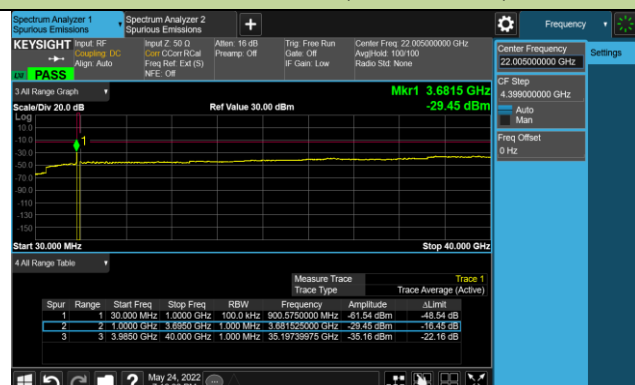 Spectrum Analyzer 1
Spurious Emissions
Spectrum Analyzer 2
Spurious Emissions
Frequency
KEYSIGHT
Input: RF
Coupling: DC
Align: Auto
Input Z: 50 Ω
Corr CCorr RCal
Freq Ref: Ext (S)
NFE: Off
Atten: 16 dB
Preamp: Off
Trig: Free Run
Gate: Off
IF Gain: Low
Center Freq: 22.005000000 GHz
Avg|Hold: 100/100
Radio Std: None
PASS
Center Frequency
22.005000000 GHz
Settings
CF Step
4.399000000 GHz
Auto
Man
Freq Offset
0 Hz
3 All Range Graph
Scale/Div 20.0 dB
Ref Value 30.00 dBm
Mkr1 3.6815 GHz
-29.45 dBm
Log
10.0
-10.0
-30.0
-50.0
-70.0
-90.0
-110
-130
-150
1
Start 30.000 MHz
Stop 40.000 GHz
4 All Range Table
Measure Trace Trace 1
Trace Type Trace Average (Active)
Spur Range Start Freq Stop Freq RBW Frequency Amplitude ΔLimit
1 1 30.000 MHz 1.0000 GHz 100.0 kHz 900.5750000 MHz -61.54 dBm -48.54 dB
2 2 1.0000 GHz 3.6950 GHz 1.000 MHz 3.681525000 GHz -29.45 dBm -16.45 dB
3 3 3.9850 GHz 40.000 GHz 1.000 MHz 35.19739975 GHz -35.16 dBm -22.16 dB
May 24, 2022